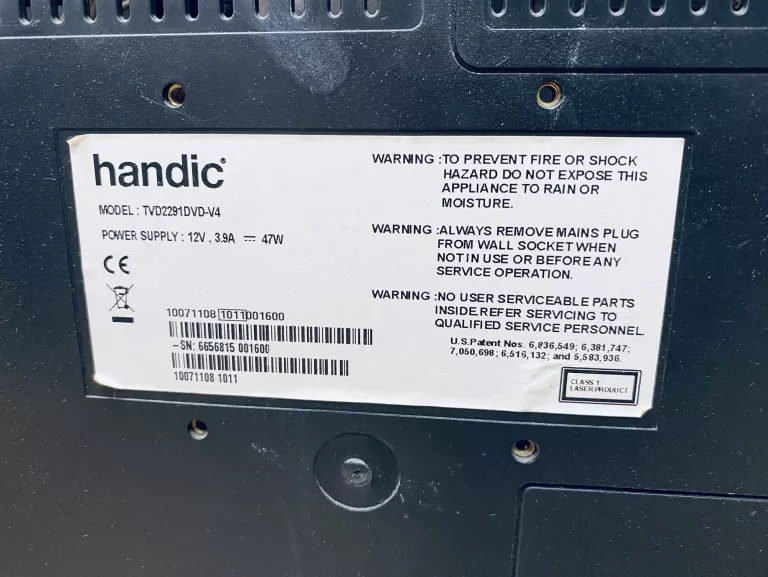 handic®
MODEL : TVD2291DVD-V4
POWER SUPPLY : 12V , 3.9A ⎓ 47W
CE
10071108 1011 001600
-SN: 6656815 001600
10071108 1011
WARNING :TO PREVENT FIRE OR SHOCK
HAZARD DO NOT EXPOSE THIS
APPLIANCE TO RAIN OR
MOISTURE.
WARNING :ALWAYS REMOVE MAINS PLUG
FROM WALL SOCKET WHEN
NOT IN USE OR BEFORE ANY
SERVICE OPERATION.
WARNING :NO USER SERVICEABLE PARTS
INSIDE.REFER SERVICING TO
QUALIFIED SERVICE PERSONNEL.
U.S.Patent Nos. 6,836,549; 6,381,747;
7,050,698; 6,516,132; and 5,583,936.
CLASS 1
LASER PRODUCT